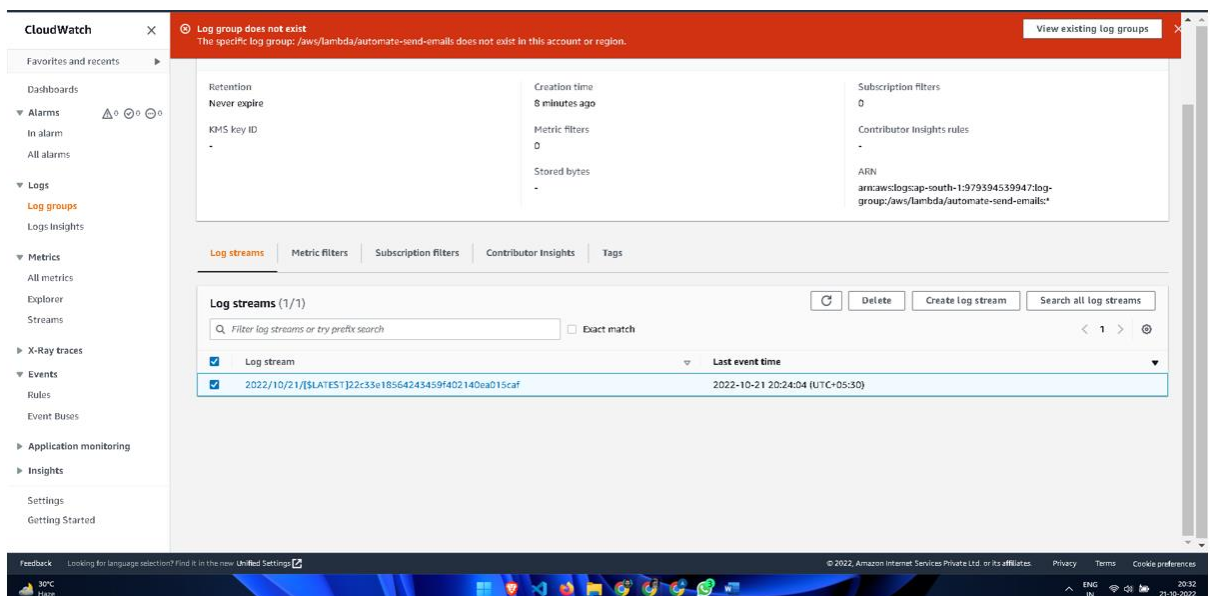 CloudWatch
Favorites and recents
Dashboards
Alarms 0 0 0
In alarm
All alarms
Logs
Log groups
Logs Insights
Metrics
All metrics
Explorer
Streams
X-Ray traces
Events
Rules
Event Buses
Application monitoring
Insights
Settings
Getting Started
Log group does not exist
The specific log group: /aws/lambda/automate-send-emails does not exist in this account or region.
View existing log groups
Retention
Never expire
KMS key ID
-
Creation time
8 minutes ago
Metric filters
0
Stored bytes
-
Subscription filters
0
Contributor Insights rules
-
ARN
arn:aws:logs:ap-south-1:979394539947:log-
group:/aws/lambda/automate-send-emails:*
Log streams Metric filters Subscription filters Contributor Insights Tags
Log streams (1/1)
Delete Create log stream Search all log streams
Filter log streams or try prefix search Exact match 1
Log stream Last event time
2022/10/21/[$LATEST]22c33e18564243459f402140ea015caf 2022-10-21 20:24:04 (UTC+05:30)
Feedback Looking for language selection? Find it in the new Unified Settings © 2022, Amazon Internet Services Private Ltd. or its affiliates. Privacy Terms Cookie preferences
30°C
Haze
ENG
IN
20:32
21-10-2022